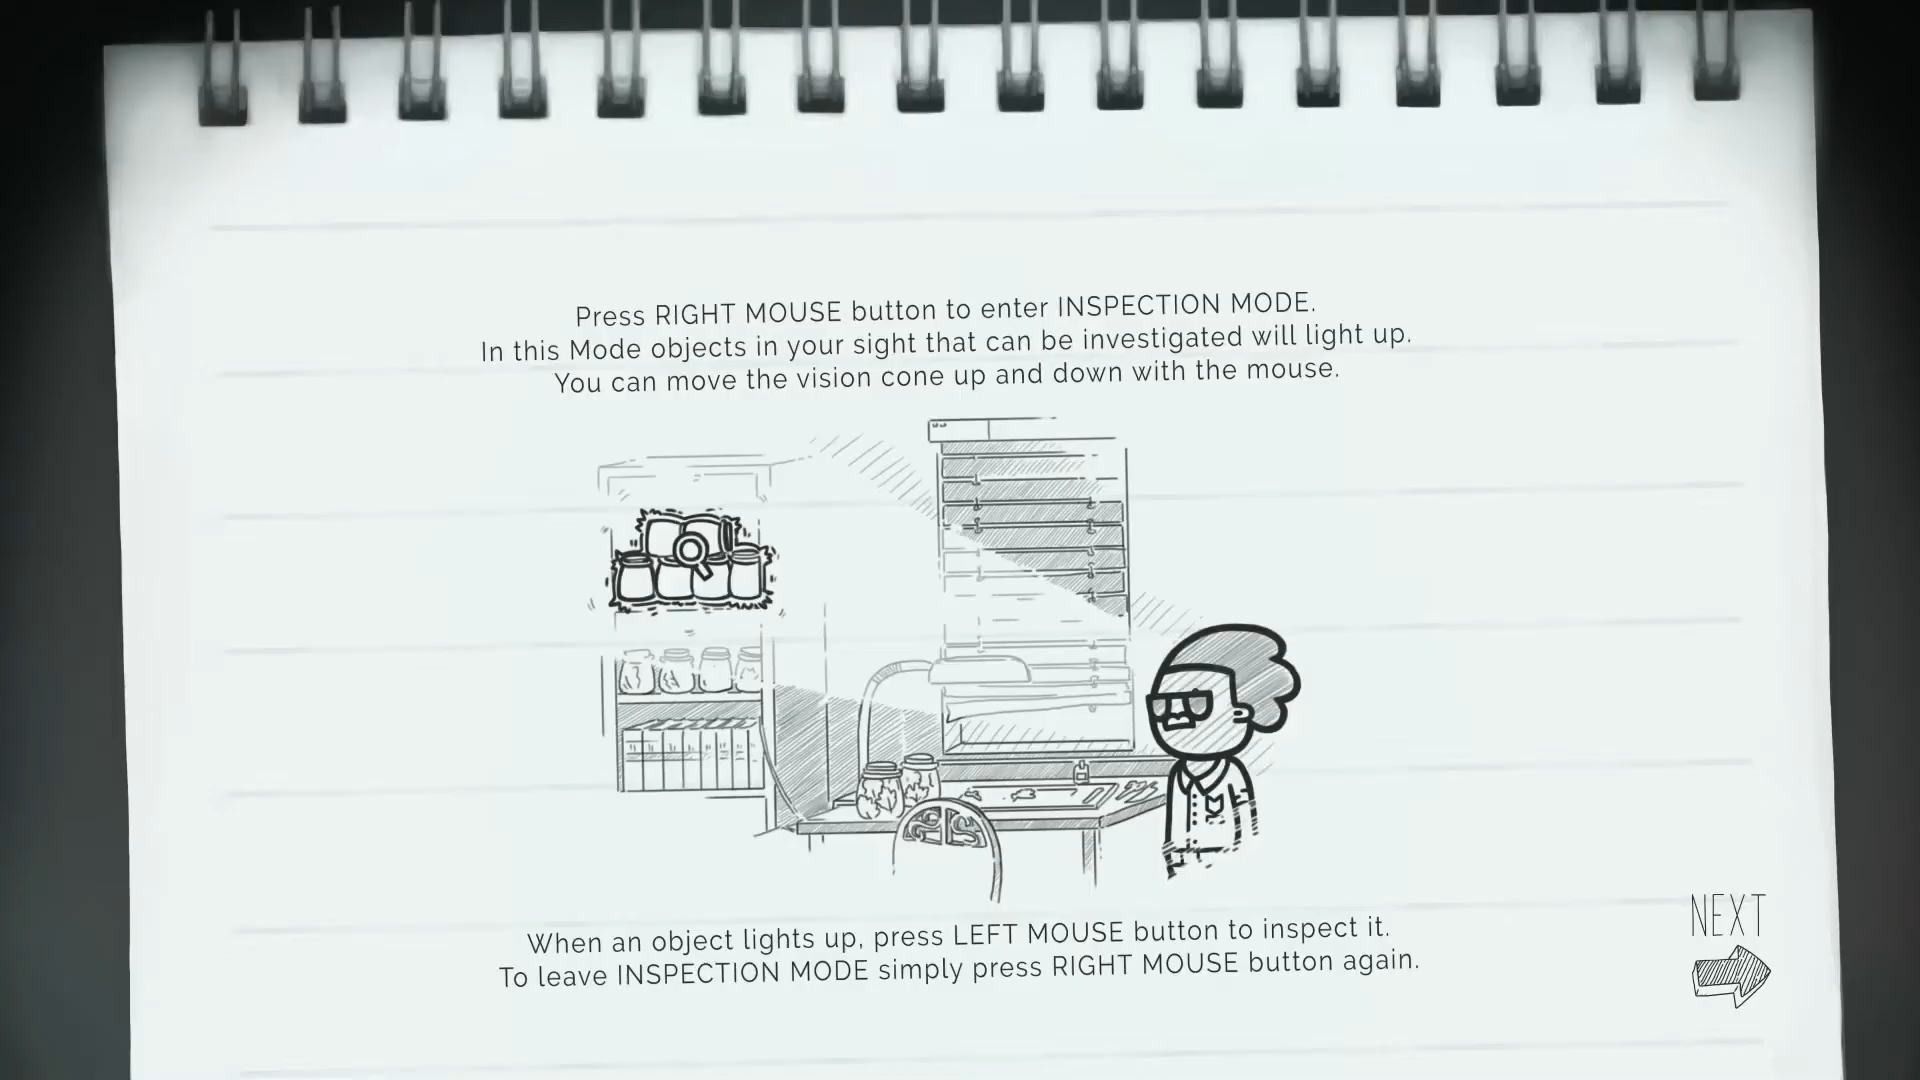 Press RIGHT MOUSE button to enter INSPECTION MODE.
In this Mode objects in your sight that can be investigated will light up.
You can move the vision cone up and down with the mouse.
When an object lights up, press LEFT MOUSE button to inspect it.
To leave INSPECTION MODE simply press RIGHT MOUSE button again.
NEXT